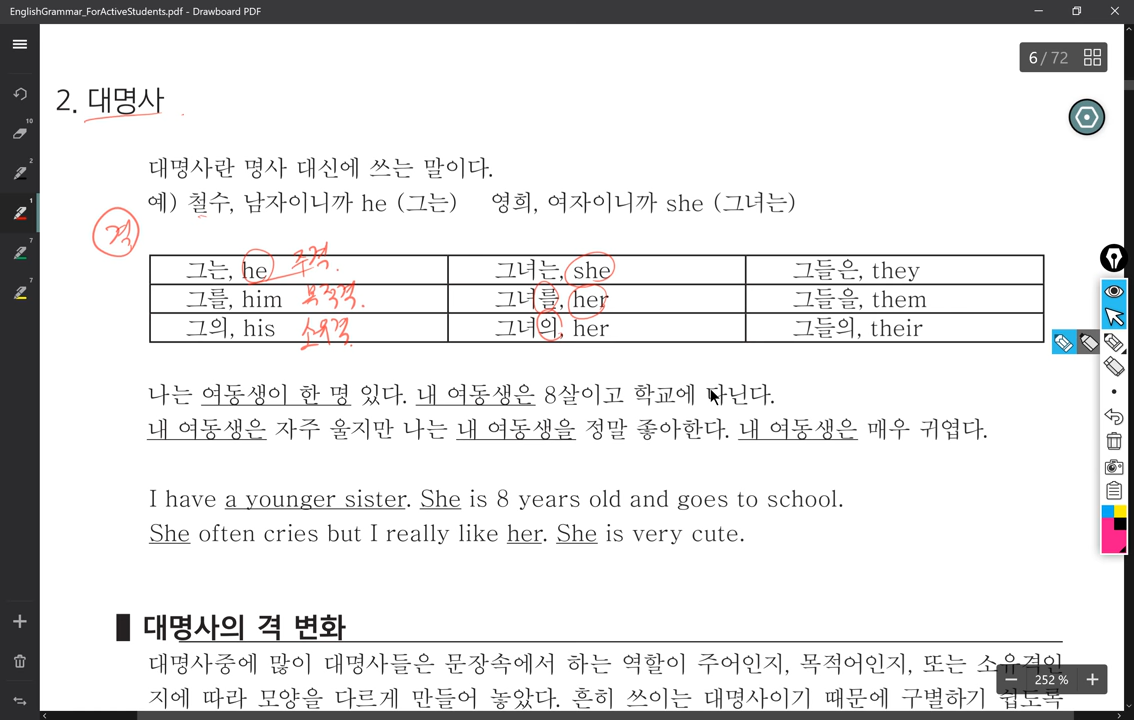 EnglishGrammar_ForActiveStudents.pdf - Drawboard PDF
6 / 72
2. 대명사
대명사란 명사 대신에 쓰는 말이다.
예) 철수, 남자이니까 he (그는) 영희, 여자이니까 she (그녀는)
격
그는, he 주격. 그녀는, she 그들은, they
그를, him 목적격. 그녀를, her 그들을, them
그의, his 소유격. 그녀의, her 그들의, their
나는 여동생이 한 명 있다. 내 여동생은 8살이고 학교에 다닌다.
내 여동생은 자주 울지만 나는 내 여동생을 정말 좋아한다. 내 여동생은 매우 귀엽다.
I have a younger sister. She is 8 years old and goes to school.
She often cries but I really like her. She is very cute.
대명사의 격 변화
대명사중에 많이 대명사들은 문장속에서 하는 역할이 주어인지, 목적어인지, 또는 소유격인
지에 따라 모양을 다르게 만들어 놓았다. 흔히 쓰이는 대명사이기 때문에 구별하기 쉽도록
252 %
10
2
1
7
7